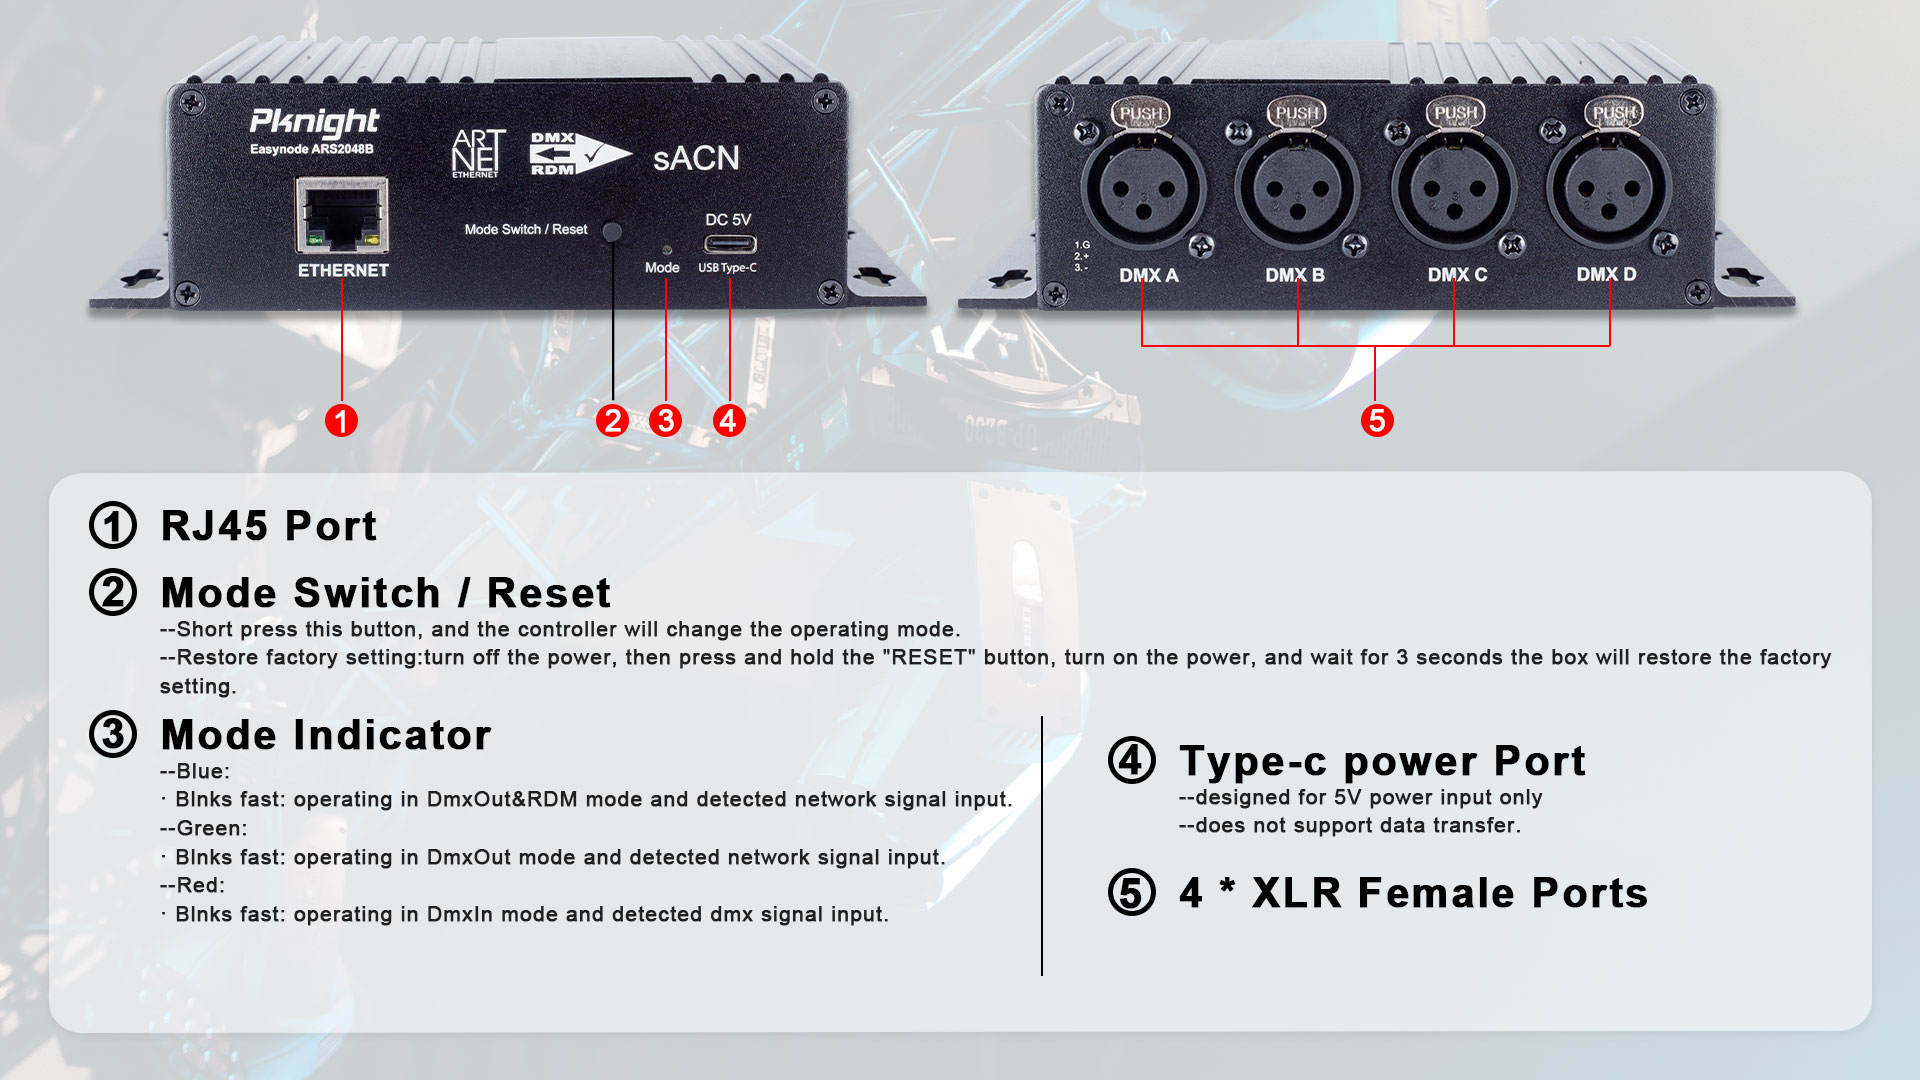 Pknight
Easynode ARS2048B
ART
NET
ETHERNET
DMX
RDM
sACN
Mode Switch / Reset
DC 5V
Mode
USB Type-C
ETHERNET
PUSH
PUSH
PUSH
PUSH
1.G
2.+
3.-
DMX A
DMX B
DMX C
DMX D
1
2
3
4
5
1 RJ45 Port
2 Mode Switch / Reset
--Short press this button, and the controller will change the operating mode.
--Restore factory setting:turn off the power, then press and hold the "RESET" button, turn on the power, and wait for 3 seconds the box will restore the factory
setting.
3 Mode Indicator
--Blue:
· Blnks fast: operating in DmxOut&RDM mode and detected network signal input.
--Green:
· Blnks fast: operating in DmxOut mode and detected network signal input.
--Red:
· Blnks fast: operating in DmxIn mode and detected dmx signal input.
4 Type-c power Port
--designed for 5V power input only
--does not support data transfer.
5 4 * XLR Female Ports